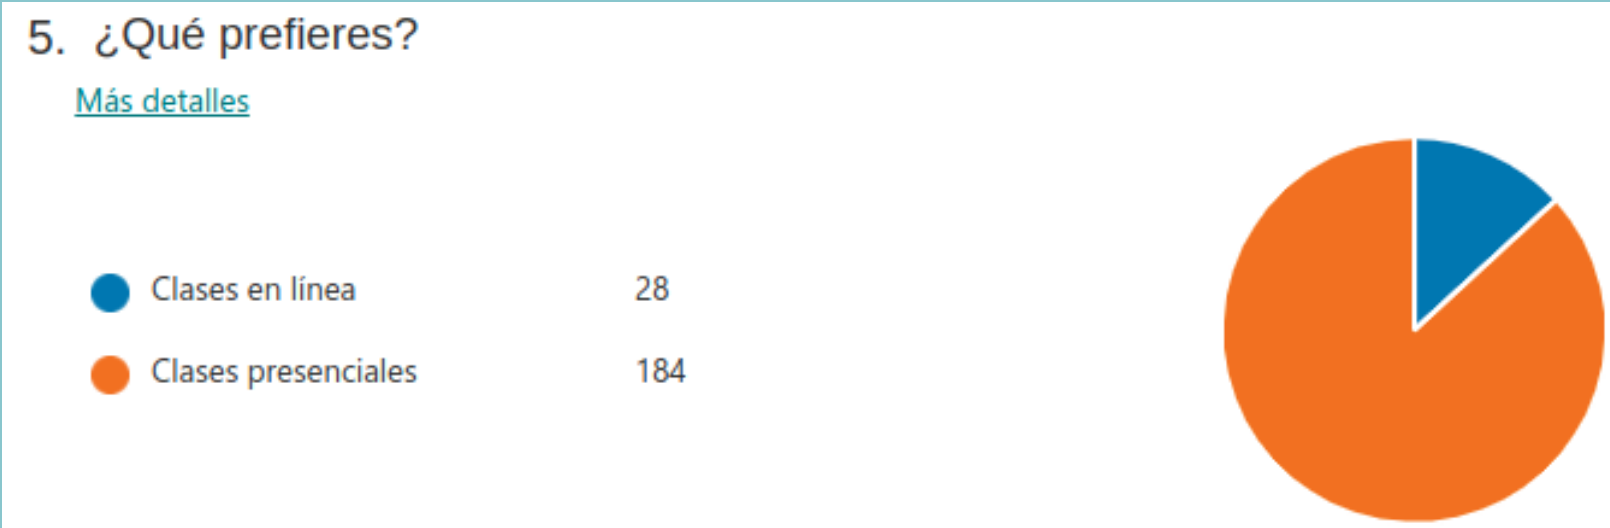 5. ¿Qué prefieres?
Más detalles
Clases en línea 28
Clases presenciales 184